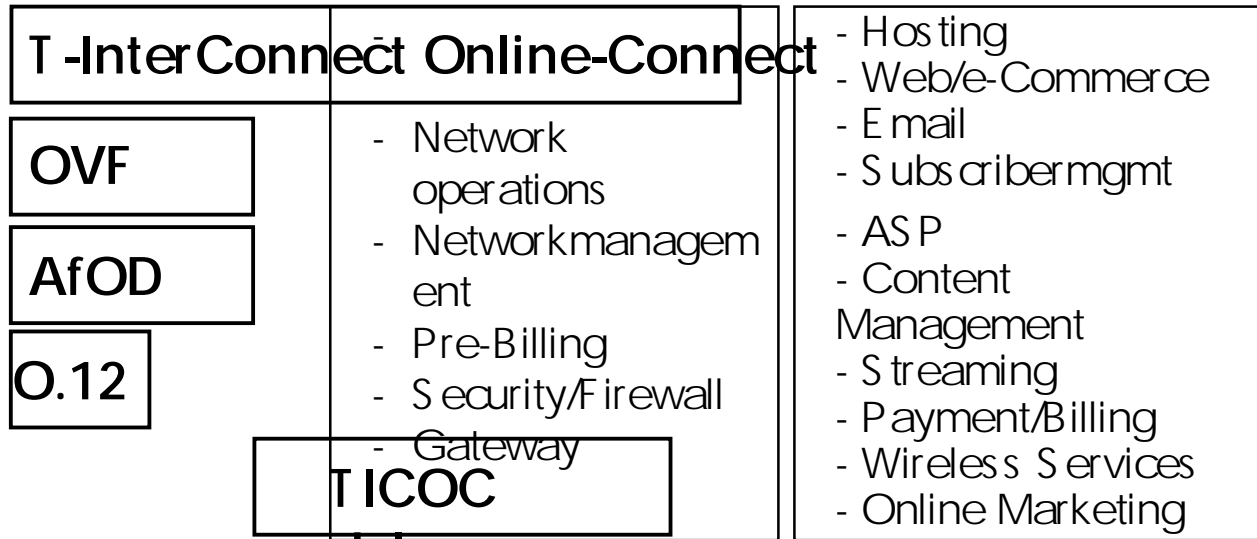 T-InterConnect Online-Connect
OVF
AfOD
O.12
-
- Network
operations
- Networkmanagem
ent
- Pre-Billing
- Security/Firewall
- Gateway
TICOC
- Hosting
- Web/e-Commerce
- Email
- Subscribermgmt
- ASP
- Content
Management
- Streaming
- Payment/Billing
- Wireless Services
- Online Marketing